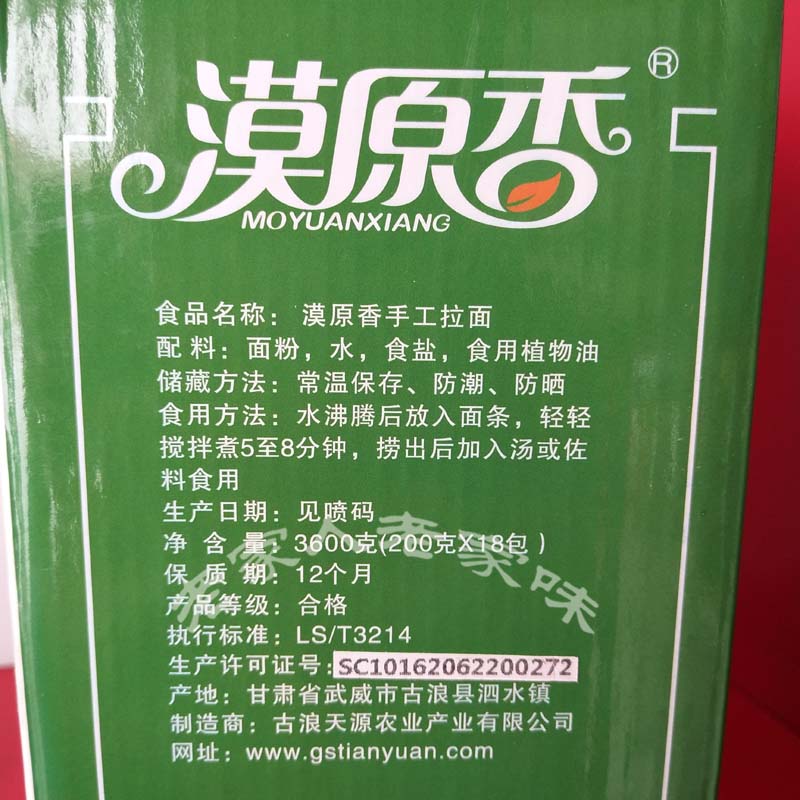 漠原香®
MOYUANXIANG
食品名称：漠原香手工拉面
配 料：面粉，水，食盐，食用植物油
储藏方法：常温保存、防潮、防晒
食用方法：水沸腾后放入面条，轻轻
搅拌煮5至8分钟，捞出后加入汤或佐
料食用
生产日期：见喷码
净 含 量：3600克(200克X18包)
保 质 期：12个月
老家人老家味
产品等级：合格
执行标准：LS/T3214
生产许可证号：SC10162062200272
产地：甘肃省武威市古浪县泗水镇
制造商：古浪天源农业产业有限公司
网址：www.gstianyuan.com